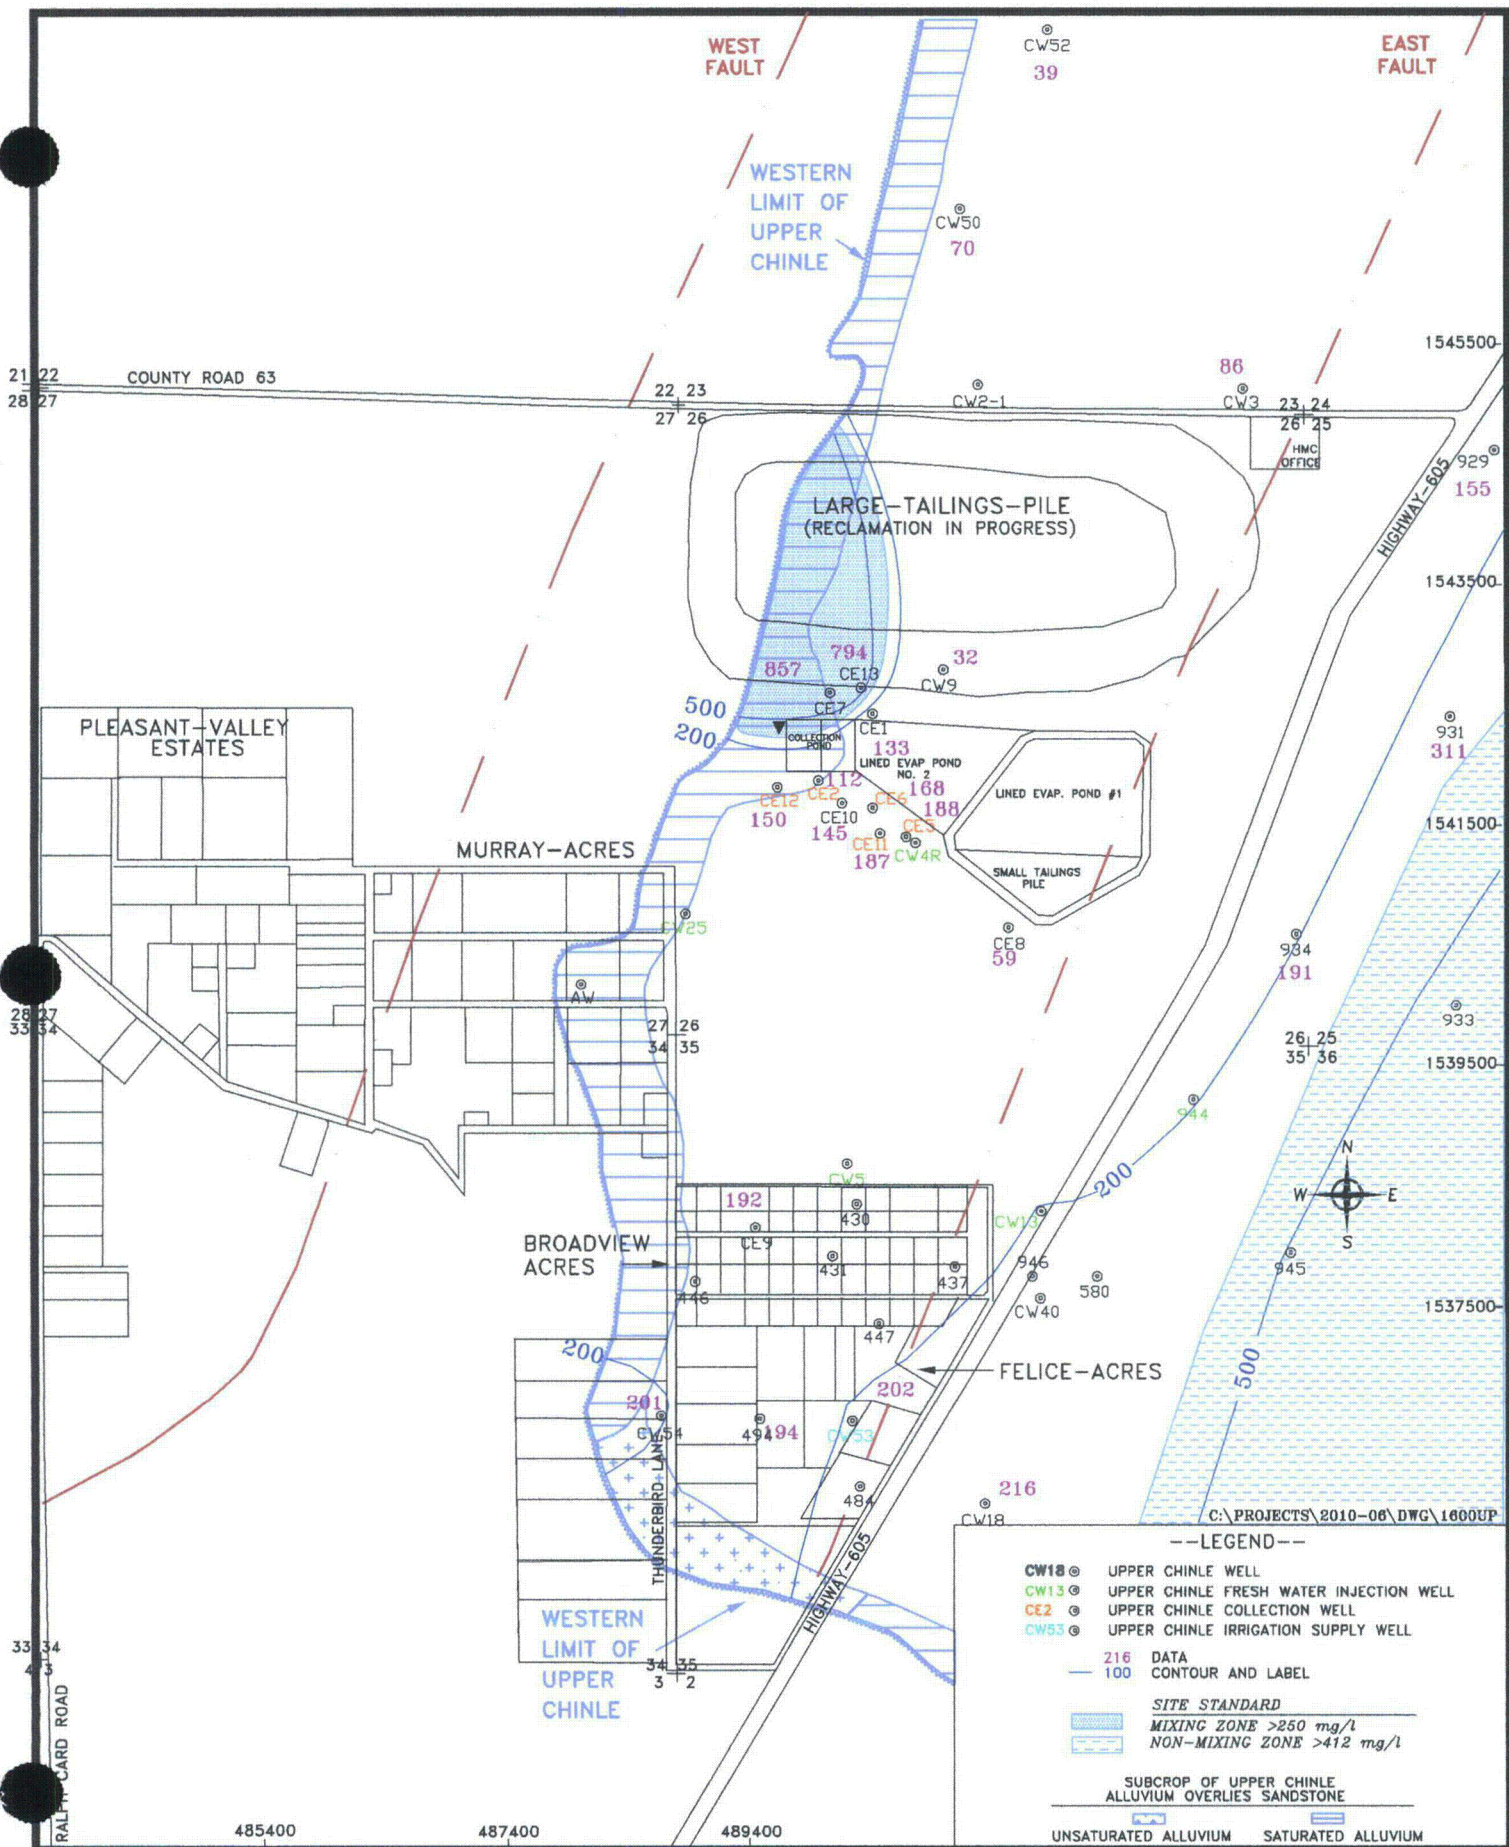 WEST
FAULT
CW52
39
EAST
FAULT
WESTERN
LIMIT OF
UPPER
CHINLE
CW50
70
1545500
21 22
28 27
COUNTY ROAD 63
22 23
27 26
CW2-1
86
CW3
23 24
26 25
HMC
OFFICE
929
155
HIGHWAY-605
LARGE-TAILINGS-PILE
(RECLAMATION IN PROGRESS)
1543500
857
794
CE13
CE7
32
CW9
500
200
CE1
133
COLLECTION
POND
LINED EVAP POND
NO. 2
931
311
PLEASANT-VALLEY
ESTATES
112
168
188
LINED EVAP. POND #1
CE12
CE2
CE6
150
CE10
145
CE5
CE11
187
CW4R
1541500
MURRAY-ACRES
SMALL TAILINGS
PILE
CW25
CE8
59
934
191
AW
933
28 27
33 34
27 26
34 35
26 25
35 36
1539500
944
CW5
200
N
W E
S
192
430
CE9
CW13
BROADVIEW
ACRES
431
437
446
946
580
945
CW40
1537500
447
200
FELICE-ACRES
500
201
202
CW54
494
194
CW53
484
216
CW18
THUNDERBIRD LANE
HIGHWAY-605
C:\PROJECTS\2010-06\DWG\1600UP
WESTERN
LIMIT OF
UPPER
CHINLE
33 34
4 3
34 35
3 2
RALPH CARD ROAD
485400
487400
489400
--LEGEND--
CW18 UPPER CHINLE WELL
CW13 UPPER CHINLE FRESH WATER INJECTION WELL
CE2 UPPER CHINLE COLLECTION WELL
CW53 UPPER CHINLE IRRIGATION SUPPLY WELL
216 DATA
100 CONTOUR AND LABEL
SITE STANDARD
MIXING ZONE >250 mg/l
NON-MIXING ZONE >412 mg/l
SUBCROP OF UPPER CHINLE
ALLUVIUM OVERLIES SANDSTONE
UNSATURATED ALLUVIUM SATURATED ALLUVIUM